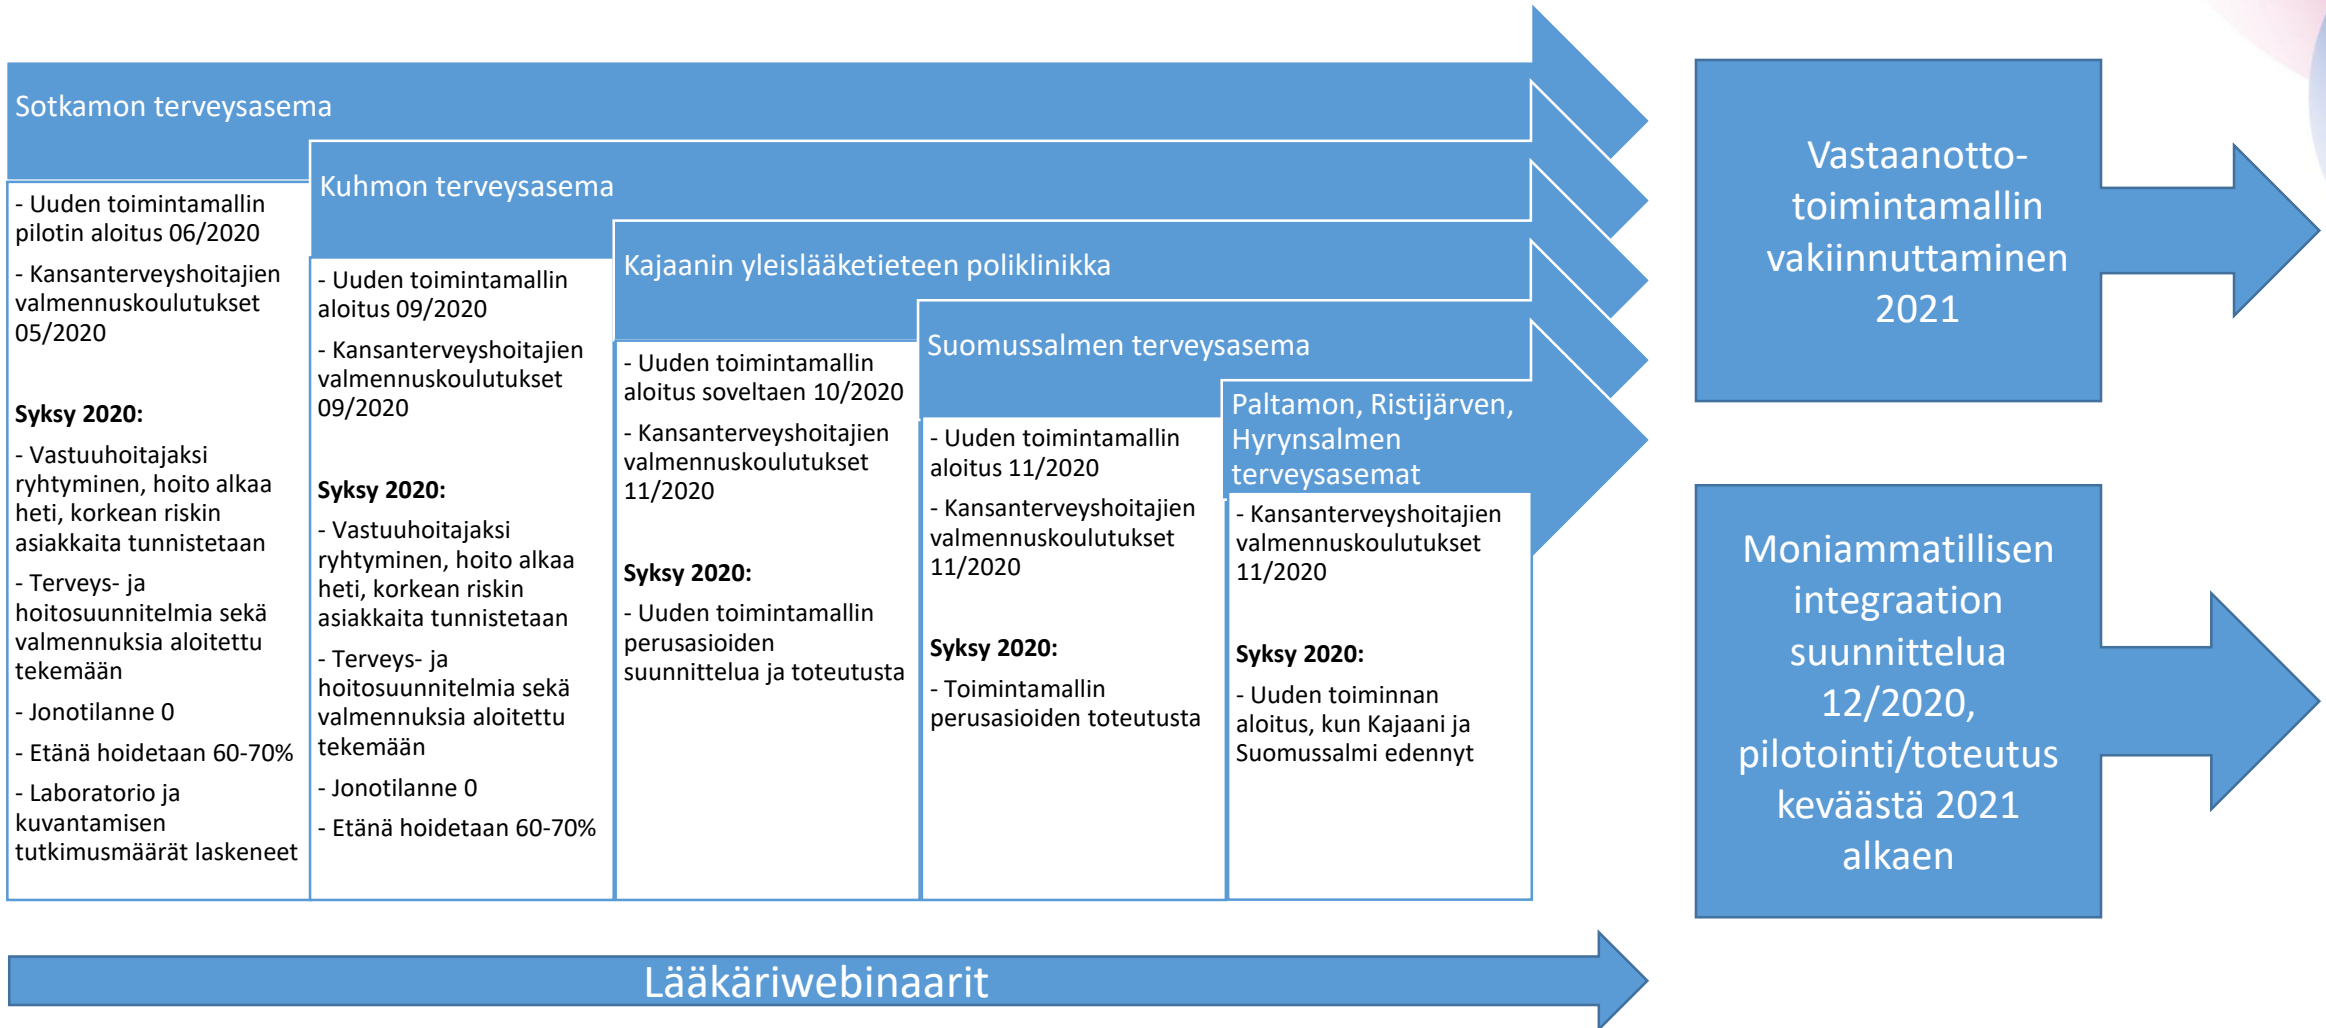 Sotkamon terveysasema
- Uuden toimintamallin
pilotin aloitus 06/2020
- Kansanterveyshoitajien
valmennuskoulutukset
05/2020
Syksy 2020:
- Vastuuhoitajaksi
ryhtyminen, hoito alkaa
heti, korkean riskin
asiakkaita tunnistetaan
- Terveys- ja
hoitosuunnitelmia sekä
valmennuksia aloitettu
tekemään
- Jonotilanne 0
- Etänä hoidetaan 60-70%
- Laboratorio ja
kuvantamisen
tutkimusmäärät laskeneet
Kuhmon terveysasema
- Uuden toimintamallin
aloitus 09/2020
- Kansanterveyshoitajien
valmennuskoulutukset
09/2020
Syksy 2020:
- Vastuuhoitajaksi
ryhtyminen, hoito alkaa
heti, korkean riskin
asiakkaita tunnistetaan
- Terveys- ja
hoitosuunnitelmia sekä
valmennuksia aloitettu
tekemään
- Jonotilanne 0
- Etänä hoidetaan 60-70%
Kajaanin yleislääketieteen poliklinikka
- Uuden toimintamallin
aloitus soveltaen 10/2020
- Kansanterveyshoitajien
valmennuskoulutukset
11/2020
Syksy 2020:
- Uuden toimintamallin
perusasioiden
suunnittelua ja toteutusta
Suomussalmen terveysasema
- Uuden toimintamallin
aloitus 11/2020
- Kansanterveyshoitajien
valmennuskoulutukset
11/2020
Syksy 2020:
- Toimintamallin
perusasioiden toteutusta
Paltamon, Ristijärven,
Hyrynsalmen
terveysasemat
- Kansanterveyshoitajien
valmennuskoulutukset
11/2020
Syksy 2020:
- Uuden toiminnan
aloitus, kun Kajaani ja
Suomussalmi edennyt
Lääkäriwebinaarit
Vastaanotto-
toimintamallin
vakiinnuttaminen
2021
Moniammatillisen
integraation
suunnittelua
12/2020,
pilotointi/toteutus
keväästä 2021
alkaen